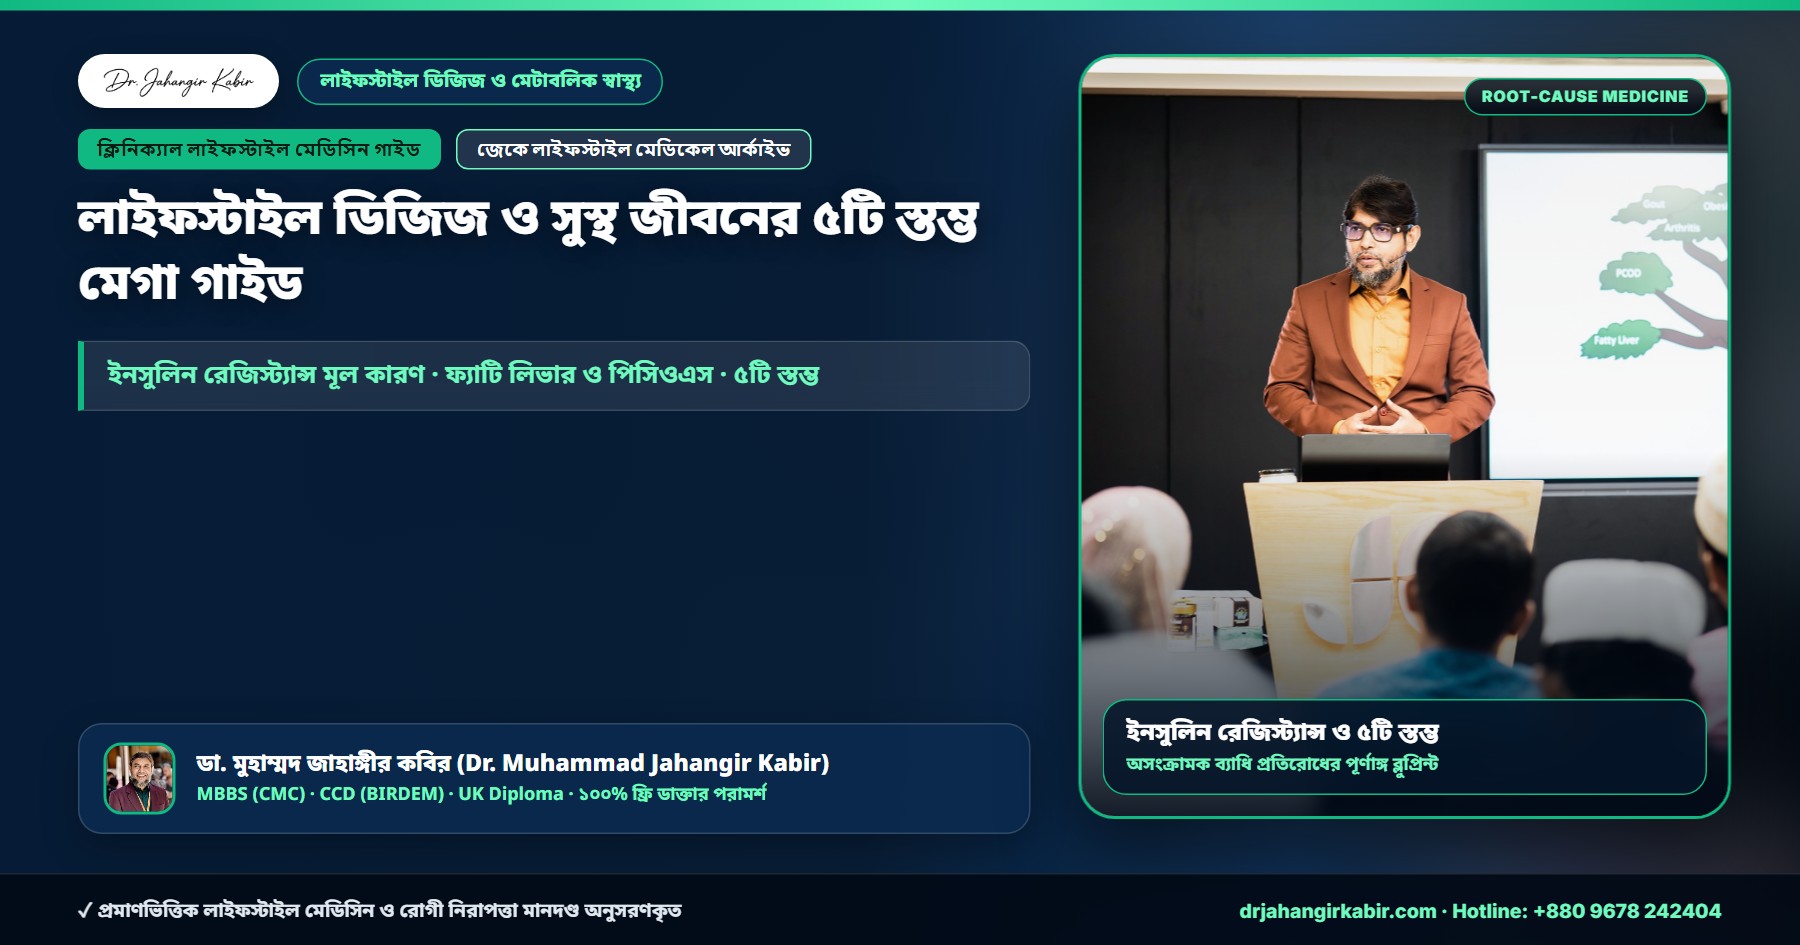 Dr. Jahangir Kabir
লাইফস্টাইল ডিজিজ ও মেটাবলিক স্বাস্থ্য
ক্লিনিক্যাল লাইফস্টাইল মেডিসিন গাইড
জেকে লাইফস্টাইল মেডিকেল আর্কাইভ
লাইফস্টাইল ডিজিজ ও সুস্থ জীবনের ৫টি স্তম্ভ
মেগা গাইড
ইনসুলিন রেজিস্ট্যান্স মূল কারণ · ফ্যাটি লিভার ও পিসিওএস · ৫টি স্তম্ভ
ডা. মুহাম্মদ জাহাঙ্গীর কবির (Dr. Muhammad Jahangir Kabir)
MBBS (CMC) · CCD (BIRDEM) · UK Diploma · ১০০% ফ্রি ডাক্তার পরামর্শ
ROOT-CAUSE MEDICINE
Gout
Arthritis
PCOD
Fatty Liver
ইনসুলিন রেজিস্ট্যান্স ও ৫টি স্তম্ভ
অসংক্রামক ব্যাধি প্রতিরোধের পূর্ণাঙ্গ ব্লুপ্রিন্ট
✓ প্রমাণভিত্তিক লাইফস্টাইল মেডিসিন ও রোগী নিরাপত্তা মানদণ্ড অনুসরণকৃত
drjahangirkabir.com · Hotline: +880 9678 242404